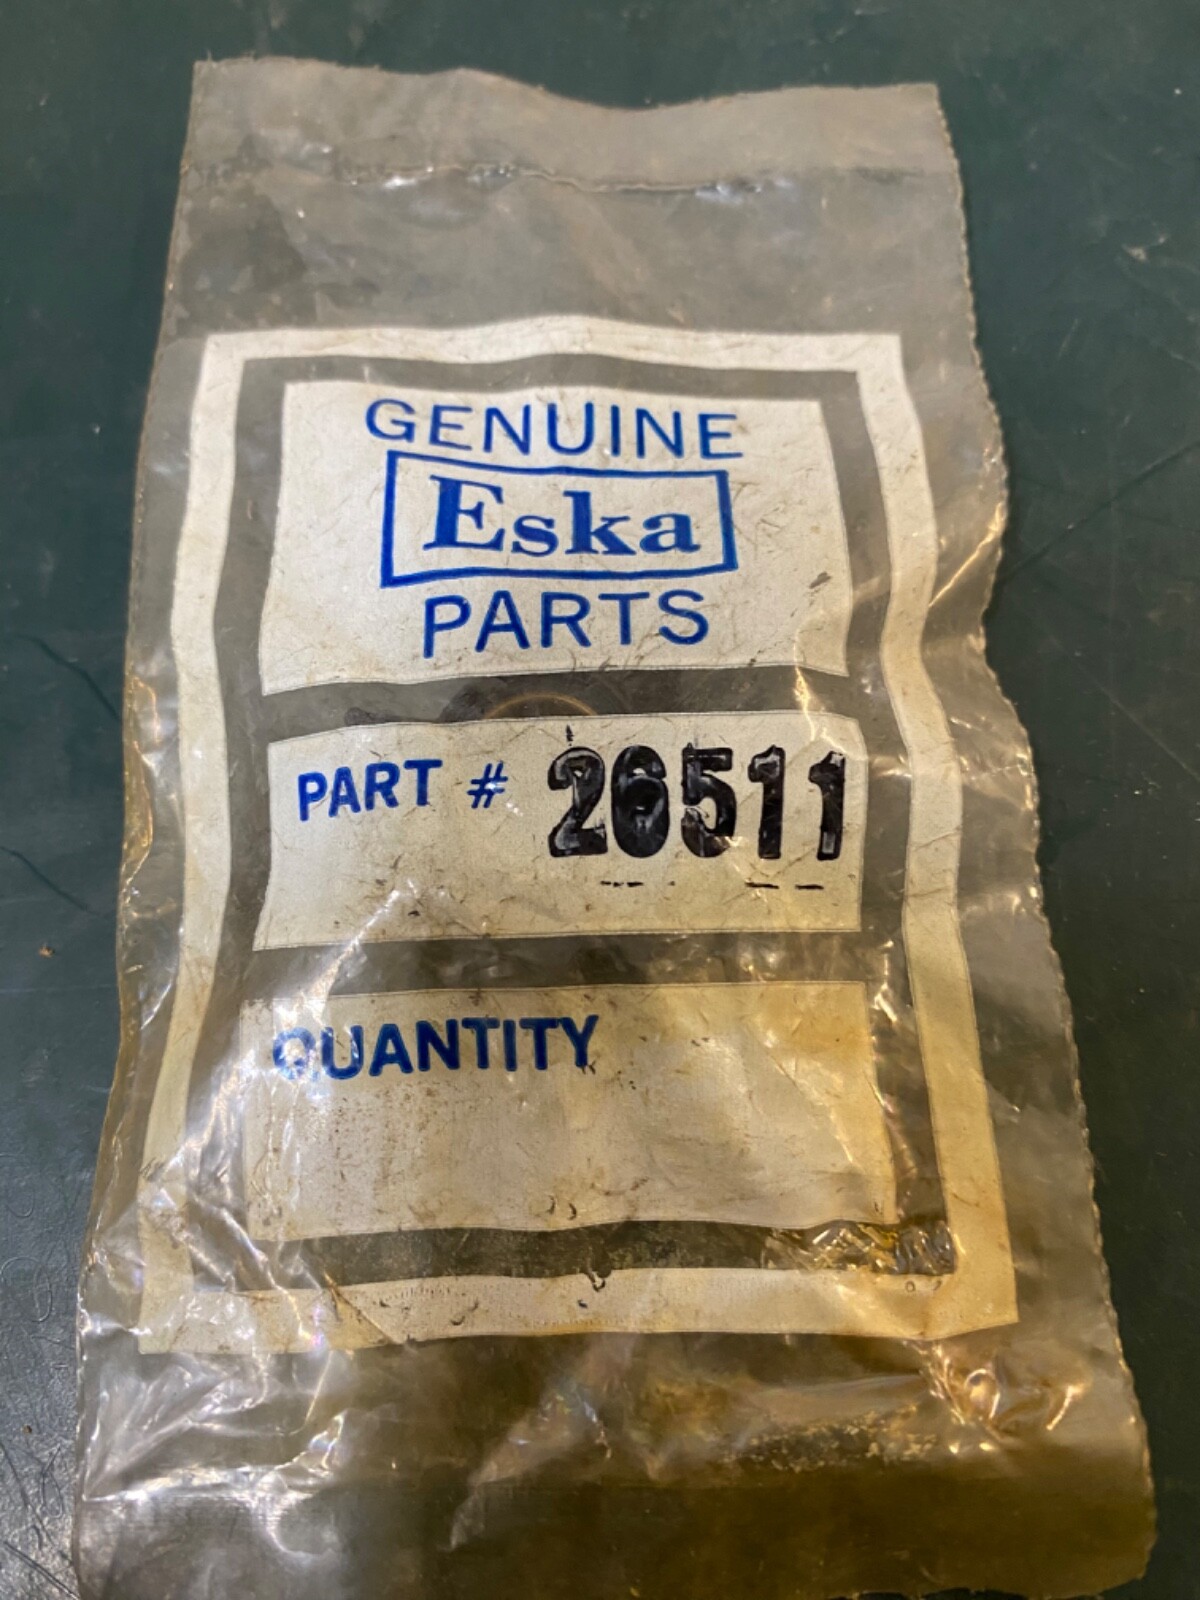 GENUINE
Eska
PARTS
PART # 26511
QUANTITY